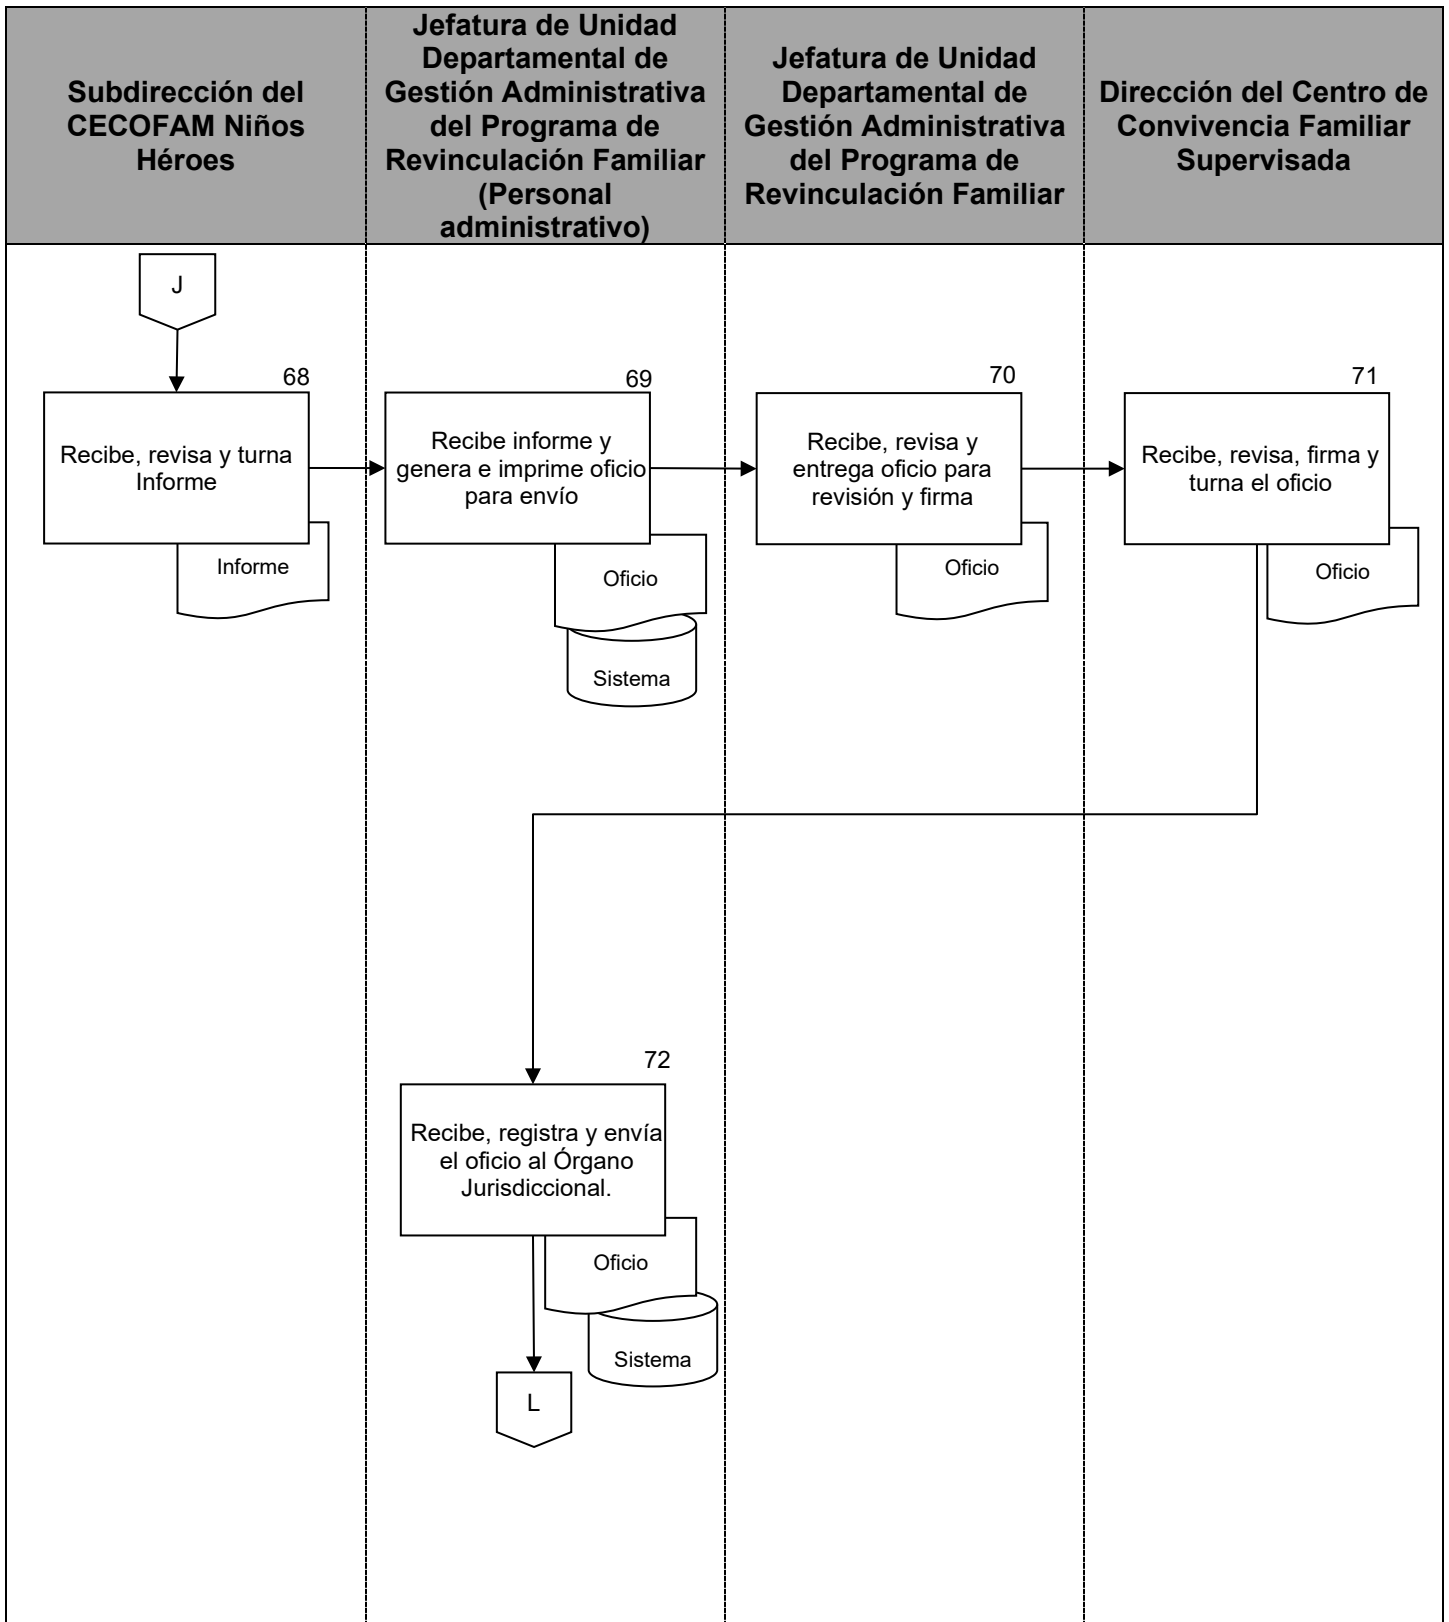 Subdirección del
CECOFAM Niños
Héroes
Jefatura de Unidad
Departamental de
Gestión Administrativa
del Programa de
Revinculación Familiar
(Personal
administrativo)
Jefatura de Unidad
Departamental de
Gestión Administrativa
del Programa de
Revinculación Familiar
Dirección del Centro de
Convivencia Familiar
Supervisada
J
68
Recibe, revisa y turna
Informe
Informe
69
Recibe informe y
genera e imprime oficio
para envío
Oficio
Sistema
70
Recibe, revisa y
entrega oficio para
revisión y firma
Oficio
71
Recibe, revisa, firma y
turna el oficio
Oficio
72
Recibe, registra y envía
el oficio al Órgano
Jurisdiccional.
Oficio
Sistema
L